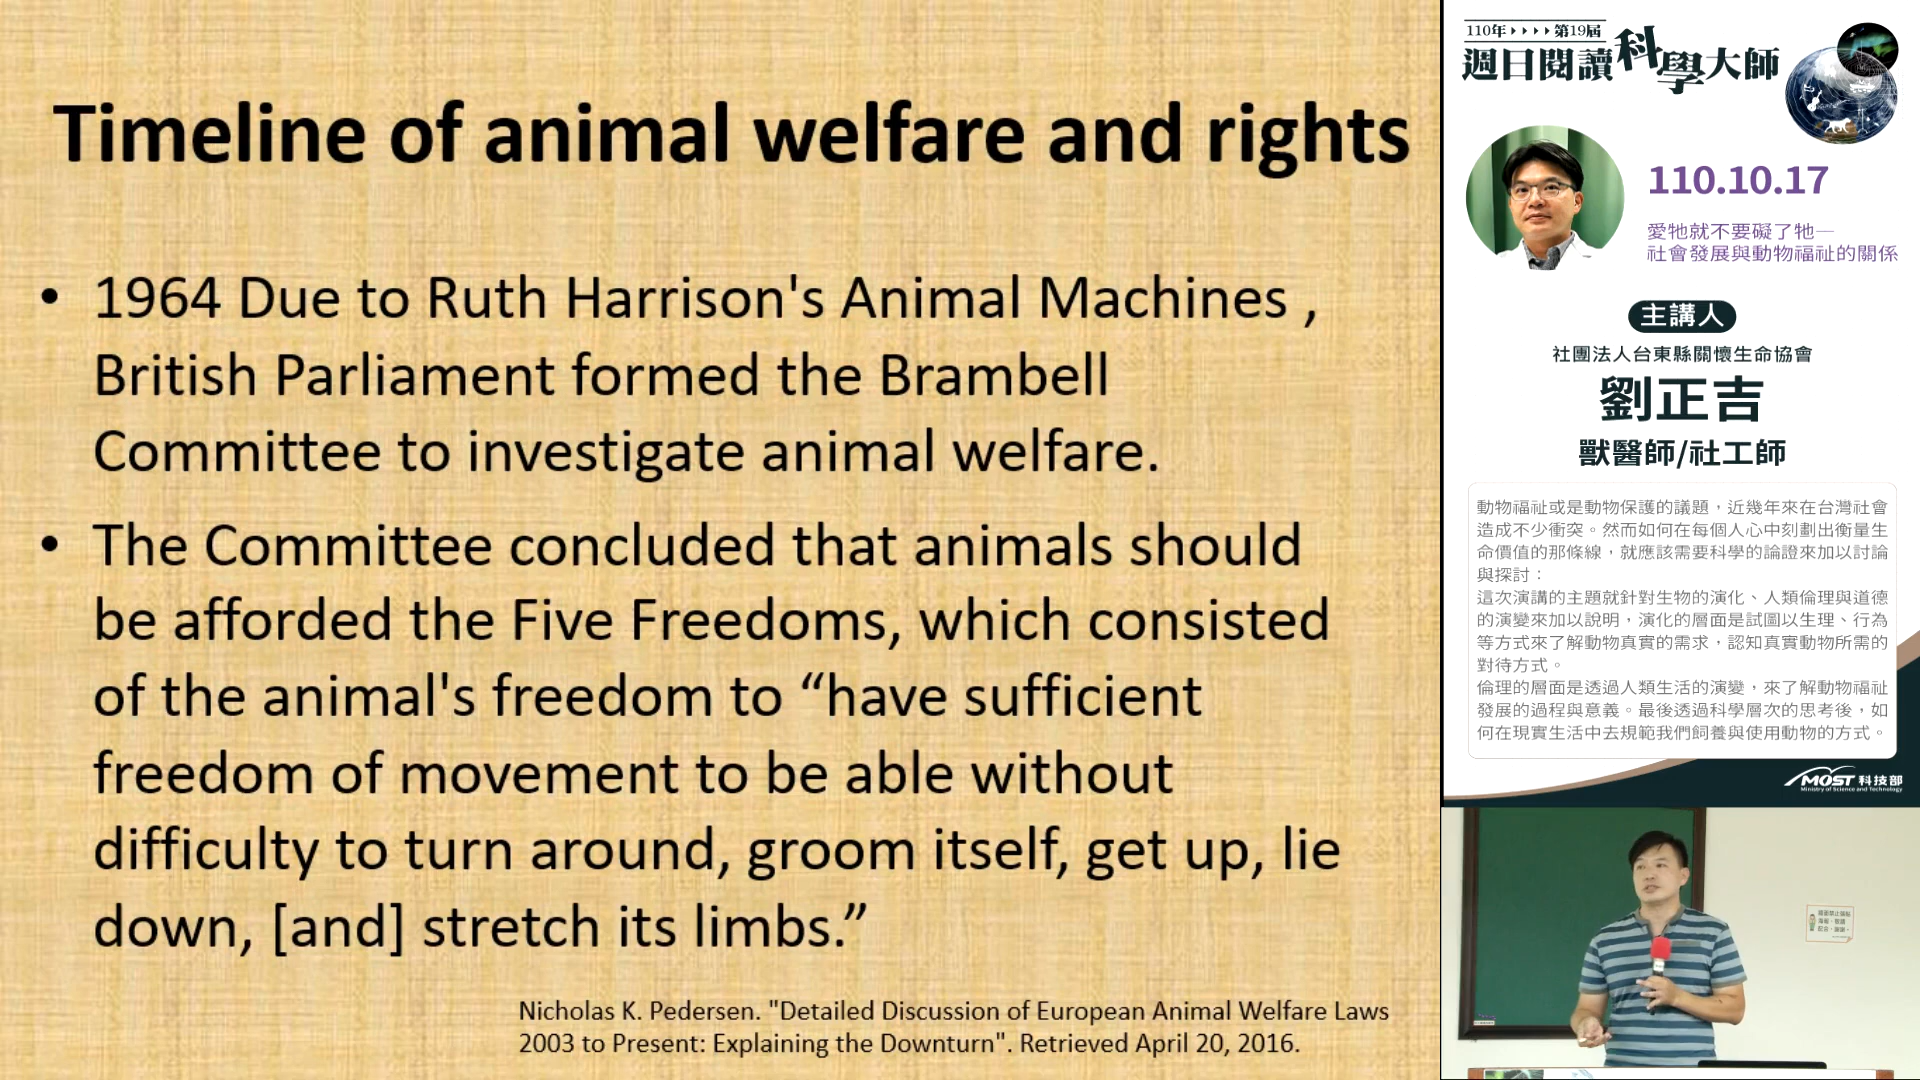 Timeline of animal welfare and rights
• 1964 Due to Ruth Harrison's Animal Machines ,
British Parliament formed the Brambell
Committee to investigate animal welfare.
• The Committee concluded that animals should
be afforded the Five Freedoms, which consisted
of the animal's freedom to “have sufficient
freedom of movement to be able without
difficulty to turn around, groom itself, get up, lie
down, [and] stretch its limbs.”
Nicholas K. Pedersen. "Detailed Discussion of European Animal Welfare Laws
2003 to Present: Explaining the Downturn". Retrieved April 20, 2016.
110年 第19屆
週日閱讀科學大師
110.10.17
愛牠就不要礙了牠—
社會發展與動物福祉的關係
主講人
社團法人台東縣關懷生命協會
劉正吉
獸醫師/社工師
動物福祉或是動物保護的議題，近幾年來在台灣社會
造成不少衝突。然而如何在每個人心中刻劃出衡量生
命價值的那條線，就應該需要科學的論證來加以討論
與探討：
這次演講的主題就針對生物的演化、人類倫理與道德
的演變來加以說明，演化的層面是試圖以生理、行為
等方式來了解動物真實的需求，認知真實動物所需的
對待方式。
倫理的層面是透過人類生活的演變，來了解動物福祉
發展的過程與意義。最後透過科學層次的思考後，如
何在現實生活中去規範我們飼養與使用動物的方式。
MOST 科技部
Ministry of Science and Technology